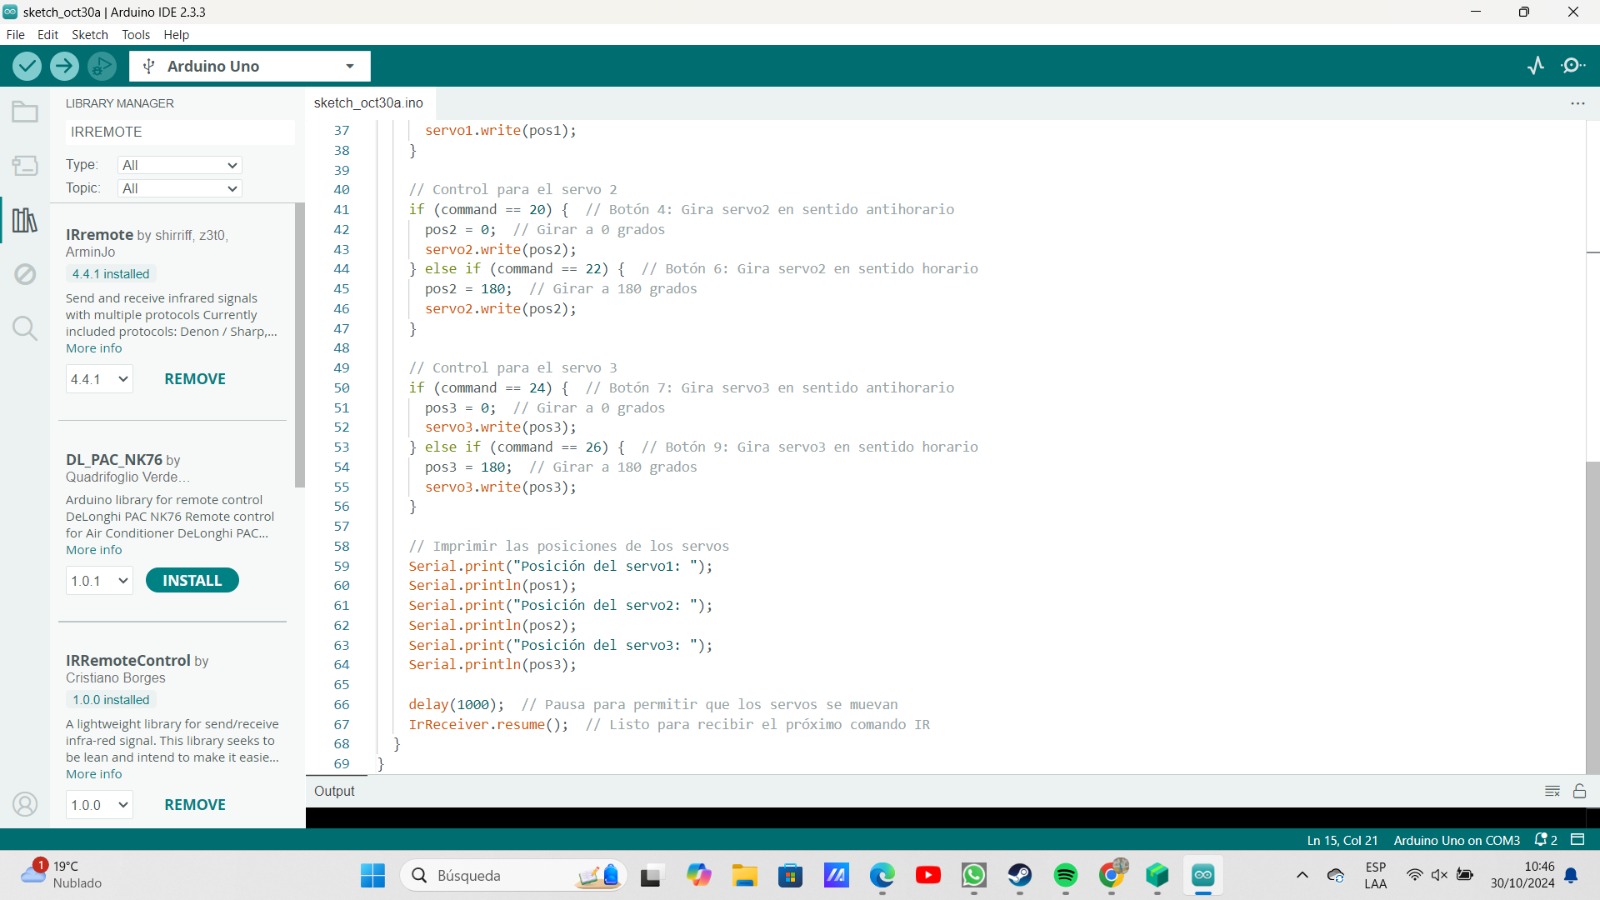 sketch_oct30a | Arduino IDE 2.3.3
File Edit Sketch Tools Help
Arduino Uno
LIBRARY MANAGER
IRREMOTE
Type: All
Topic: All
IRremote by shirriff, z3t0,
ArminJo
4.4.1 installed
Send and receive infrared signals
with multiple protocols Currently
included protocols: Denon / Sharp,...
More info
4.4.1 REMOVE
DL_PAC_NK76 by
Quadrifoglio Verde...
Arduino library for remote control
DeLonghi PAC NK76 Remote control
for Air Conditioner DeLonghi PAC...
More info
1.0.1 INSTALL
IRRemoteControl by
Cristiano Borges
1.0.0 installed
A lightweight library for send/receive
infra-red signal. This library seeks to
be lean and intend to make it easie...
More info
1.0.0 REMOVE
sketch_oct30a.ino
37 servo1.write(pos1);
38 }
39
40 // Control para el servo 2
41 if (command == 20) { // Botón 4: Gira servo2 en sentido antihorario
42 pos2 = 0; // Girar a 0 grados
43 servo2.write(pos2);
44 } else if (command == 22) { // Botón 6: Gira servo2 en sentido horario
45 pos2 = 180; // Girar a 180 grados
46 servo2.write(pos2);
47 }
48
49 // Control para el servo 3
50 if (command == 24) { // Botón 7: Gira servo3 en sentido antihorario
51 pos3 = 0; // Girar a 0 grados
52 servo3.write(pos3);
53 } else if (command == 26) { // Botón 9: Gira servo3 en sentido horario
54 pos3 = 180; // Girar a 180 grados
55 servo3.write(pos3);
56 }
57
58 // Imprimir las posiciones de los servos
59 Serial.print("Posición del servo1: ");
60 Serial.println(pos1);
61 Serial.print("Posición del servo2: ");
62 Serial.println(pos2);
63 Serial.print("Posición del servo3: ");
64 Serial.println(pos3);
65
66 delay(1000); // Pausa para permitir que los servos se muevan
67 IrReceiver.resume(); // Listo para recibir el próximo comando IR
68 }
69 }
Output
Ln 15, Col 21 Arduino Uno on COM3 2
1
19°C
Nublado
Búsqueda
ESP
LAA
10:46
30/10/2024